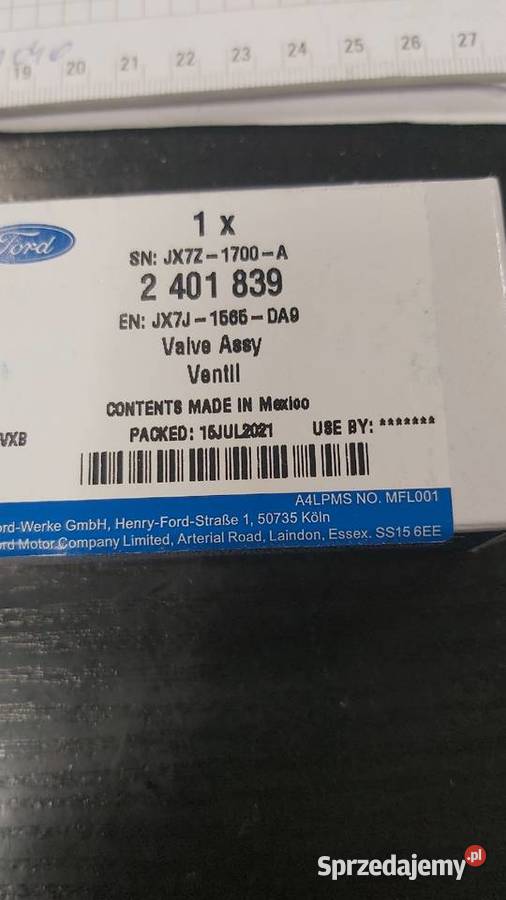 19 20 21 22 23 24 25 26 27
Ford
1 x
SN: JX7Z-1700-A
2 401 839
EN: JX7J-1565-DA9
Valve Assy
Ventil
CONTENTS MADE IN Mexico
VXB PACKED: 15JUL2021 USE BY: *******
A4LPMS NO. MFL001
ord-Werke GmbH, Henry-Ford-Straße 1, 50735 Köln
ord Motor Company Limited, Arterial Road, Laindon, Essex. SS15 6EE
Sprzedajemy.pl